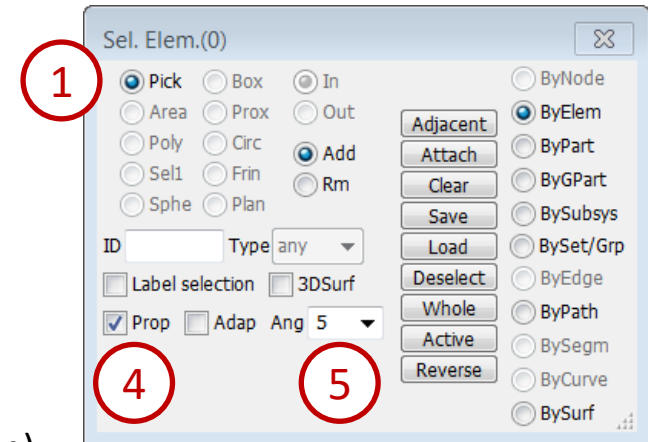 Sel. Elem.(0)
1
Pick Box In ByNode
Area Prox Out Adjacent ByElem
Poly Circ Add Attach ByPart
Sel1 Frin Rm Clear ByGPart
Sphe Plan Save BySubsys
ID Type any Load BySet/Grp
Label selection 3DSurf Deselect ByEdge
Prop Adap Ang 5 Whole ByPath
Active BySegm
4 5 Reverse ByCurve
BySurf